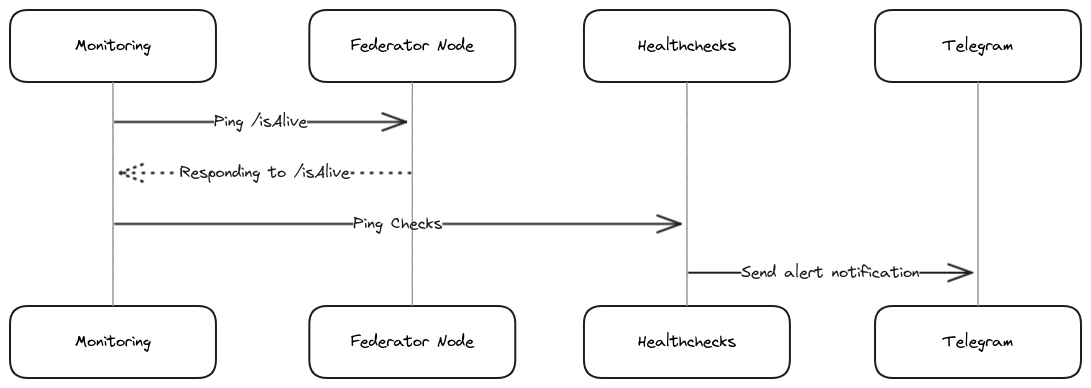 Monitoring
Federator Node
Healthchecks
Telegram
Ping /isAlive
Responding to /isAlive
Ping Checks
Send alert notification
Monitoring
Federator Node
Healthchecks
Telegram